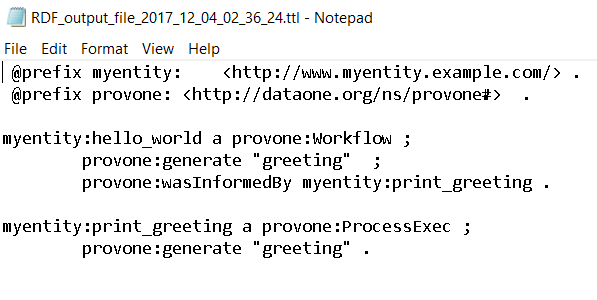 RDF_output_file_2017_12_04_02_36_24.ttl - Notepad
File Edit Format View Help
@prefix myentity: <http://www.myentity.example.com/> .
@prefix provone: <http://dataone.org/ns/provone#> .
myentity:hello_world a provone:Workflow ;
provone:generate "greeting" ;
provone:wasInformedBy myentity:print_greeting .
myentity:print_greeting a provone:ProcessExec ;
provone:generate "greeting" .